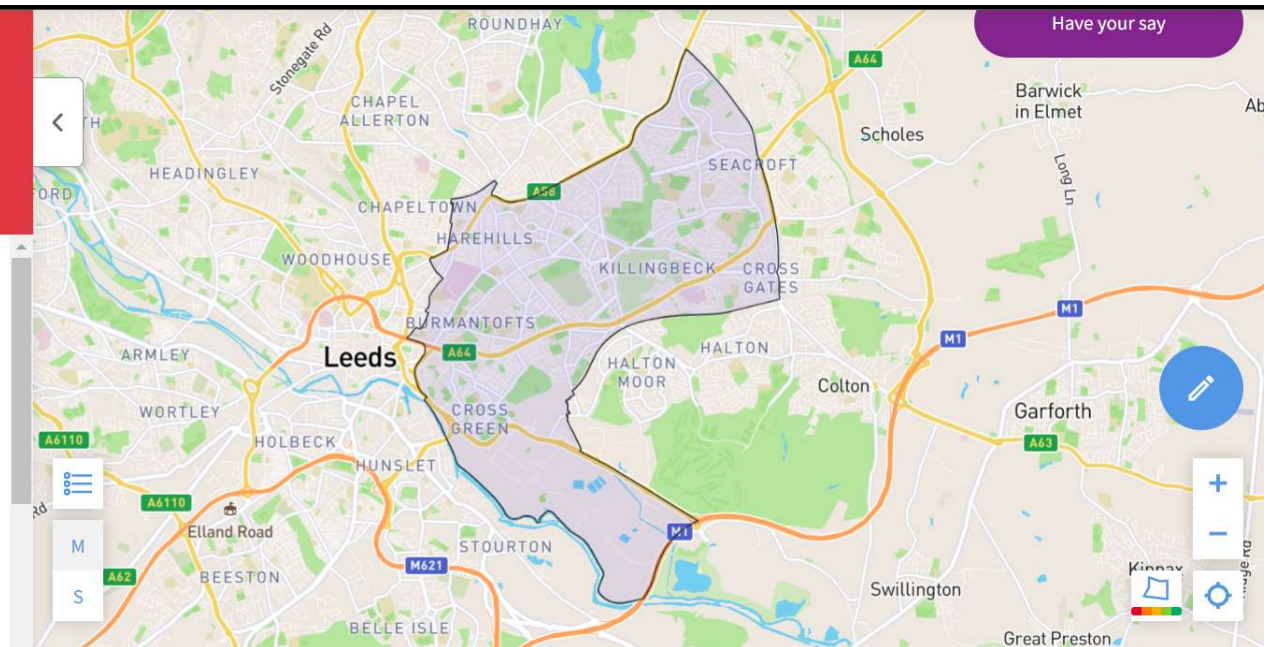 ROUNDHAY
Have your say
Stonegate Rd
A64
CHAPEL
ALLERTON
Barwick
in Elmet
Ab
TH
Scholes
HEADINGLEY
SEACROFT
Long Ln
FORD
A58
CHAPELTOWN
HAREHILLS
WOODHOUSE
KILLINGBECK
CROSS
GATES
M1
BURMANTOFTS
M1
ARMLEY
Leeds
A64
HALTON
HALTON
MOOR
Colton
WORTLEY
CROSS
GREEN
Garforth
A6110
HOLBECK
A63
HUNSLET
A6110
Rd
Elland Road
M1
M
STOURTON
M621
A62
BEESTON
Kippax
Swillington
S
BELLE ISLE
Great Preston